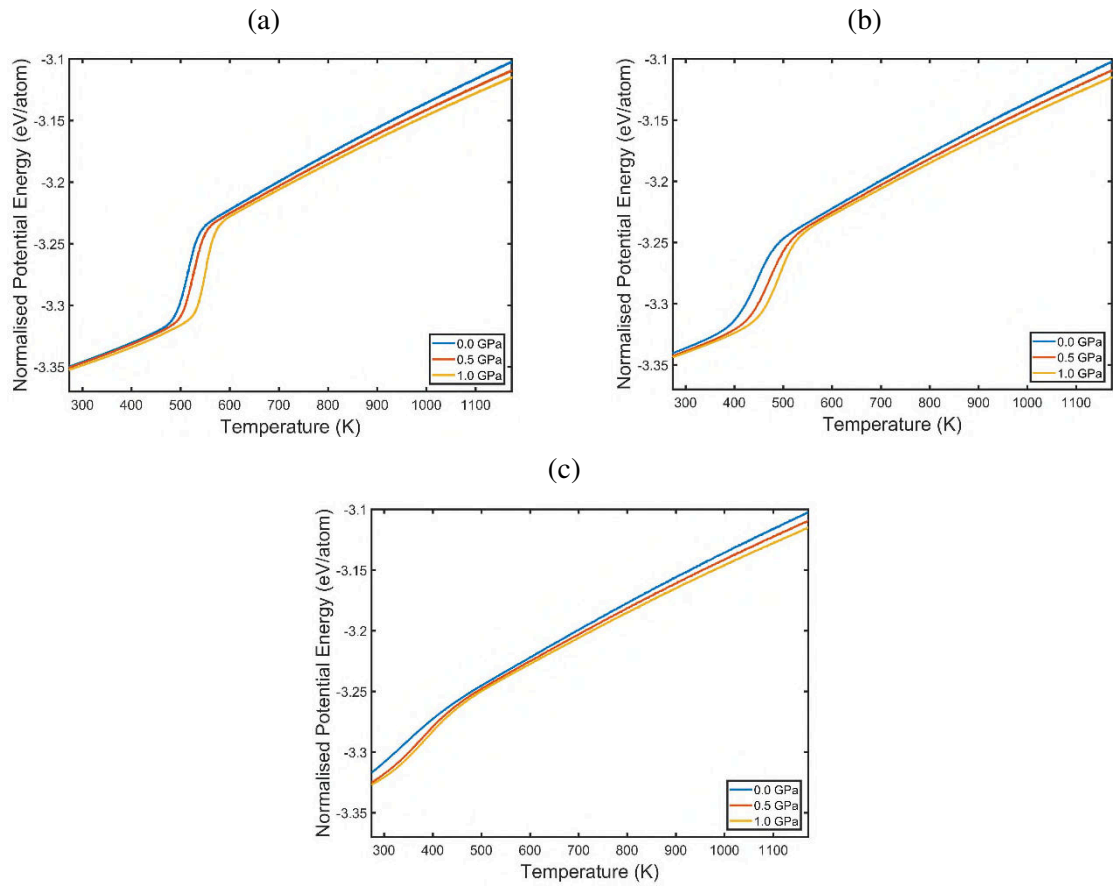 (a)
-3.1
-3.15
-3.2
-3.25
-3.3
-3.35
Normalised Potential Energy (eV/atom)
0.0 GPa
0.5 GPa
1.0 GPa
300 400 500 600 700 800 900 1000 1100
Temperature (K)
(b)
-3.1
-3.15
-3.2
-3.25
-3.3
-3.35
Normalised Potential Energy (eV/atom)
0.0 GPa
0.5 GPa
1.0 GPa
300 400 500 600 700 800 900 1000 1100
Temperature (K)
(c)
-3.1
-3.15
-3.2
-3.25
-3.3
-3.35
Normalised Potential Energy (eV/atom)
0.0 GPa
0.5 GPa
1.0 GPa
300 400 500 600 700 800 900 1000 1100
Temperature (K)